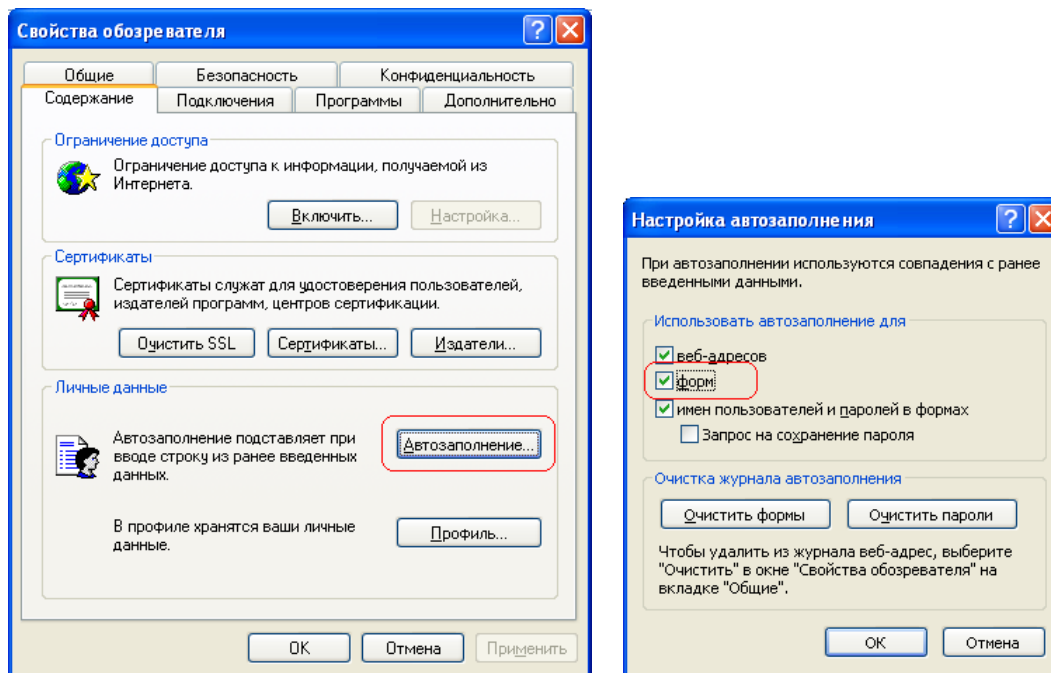 Свойства обозревателя
Общие Безопасность Конфиденциальность
Содержание Подключения Программы Дополнительно
Ограничение доступа
Ограничение доступа к информации, получаемой из
Интернета.
Включить... Настройка...
Сертификаты
Сертификаты служат для удостоверения пользователей,
издателей программ, центров сертификации.
Очистить SSL Сертификаты... Издатели...
Личные данные
Автозаполнение подставляет при
вводе строку из ранее введенных
данных.
Автозаполнение...
В профиле хранятся ваши личные
данные.
Профиль...
OK Отмена Применить
Настройка автозаполнения
При автозаполнении используются совпадения с ранее
введенными данными.
Использовать автозаполнение для
веб-адресов
форм
имен пользователей и паролей в формах
Запрос на сохранение пароля
Очистка журнала автозаполнения
Очистить формы Очистить пароли
Чтобы удалить из журнала веб-адрес, выберите
"Очистить" в окне "Свойства обозревателя" на
вкладке "Общие".
OK Отмена